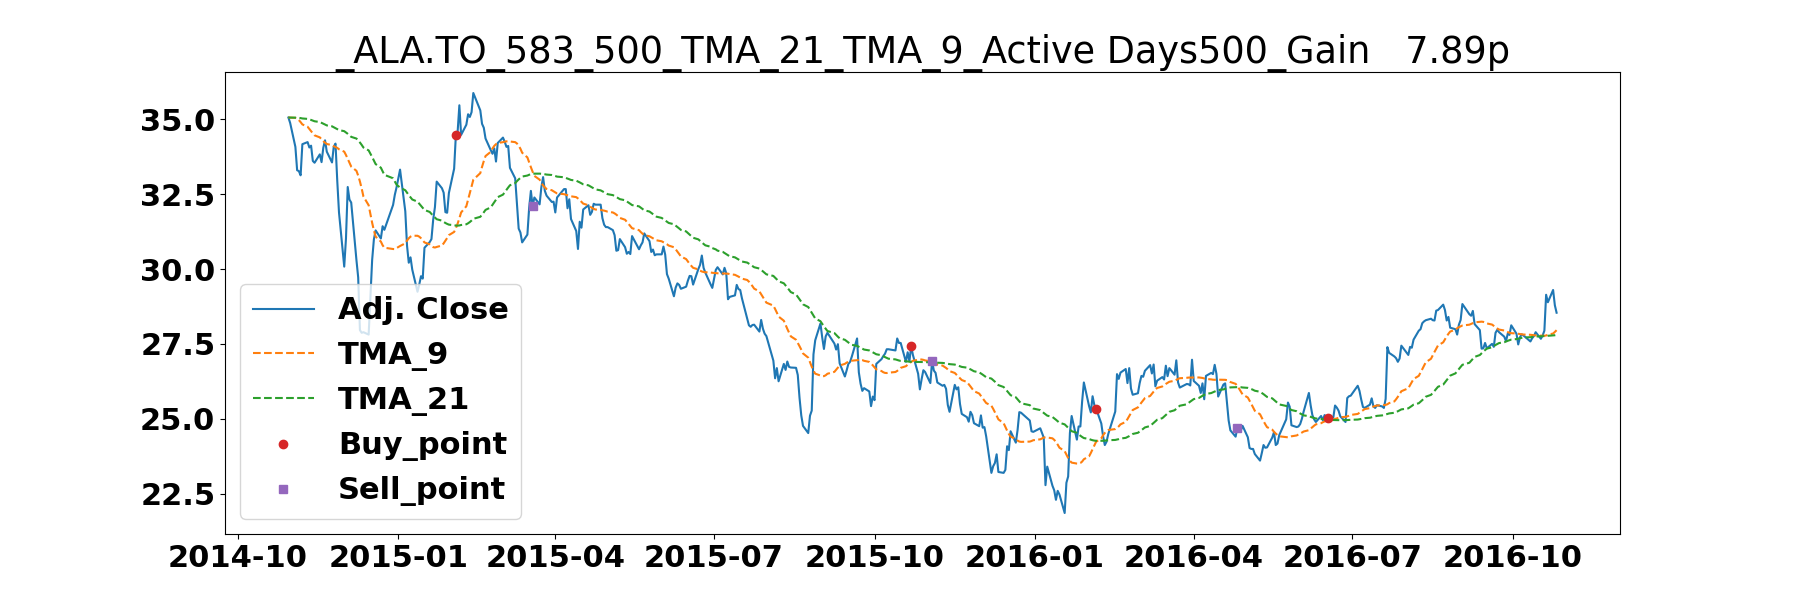 _ALA.TO_583_500_TMA_21_TMA_9_Active Days500_Gain   7.89p
35.0
32.5
30.0
27.5
25.0
22.5
Adj. Close
TMA_9
TMA_21
Buy_point
Sell_point
2014-10 2015-01 2015-04 2015-07 2015-10 2016-01 2016-04 2016-07 2016-10